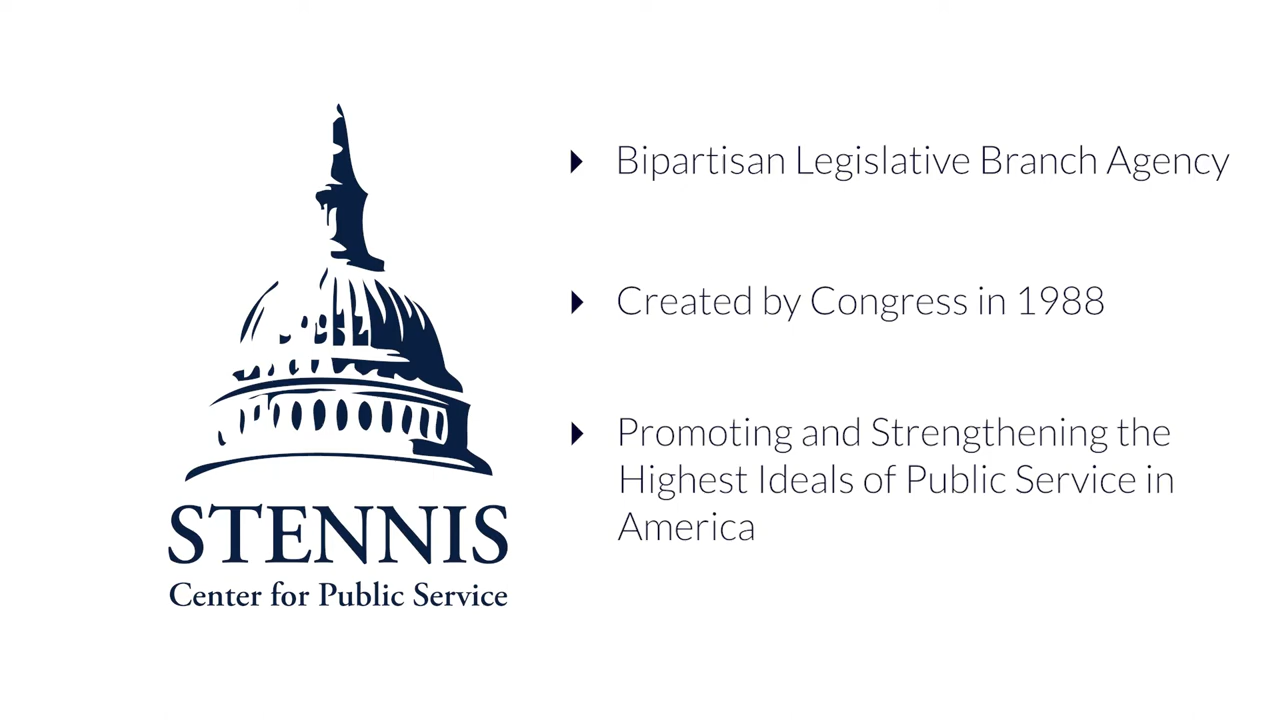 STENNIS
Center for Public Service
Bipartisan Legislative Branch Agency
Created by Congress in 1988
Promoting and Strengthening the
Highest Ideals of Public Service in
America